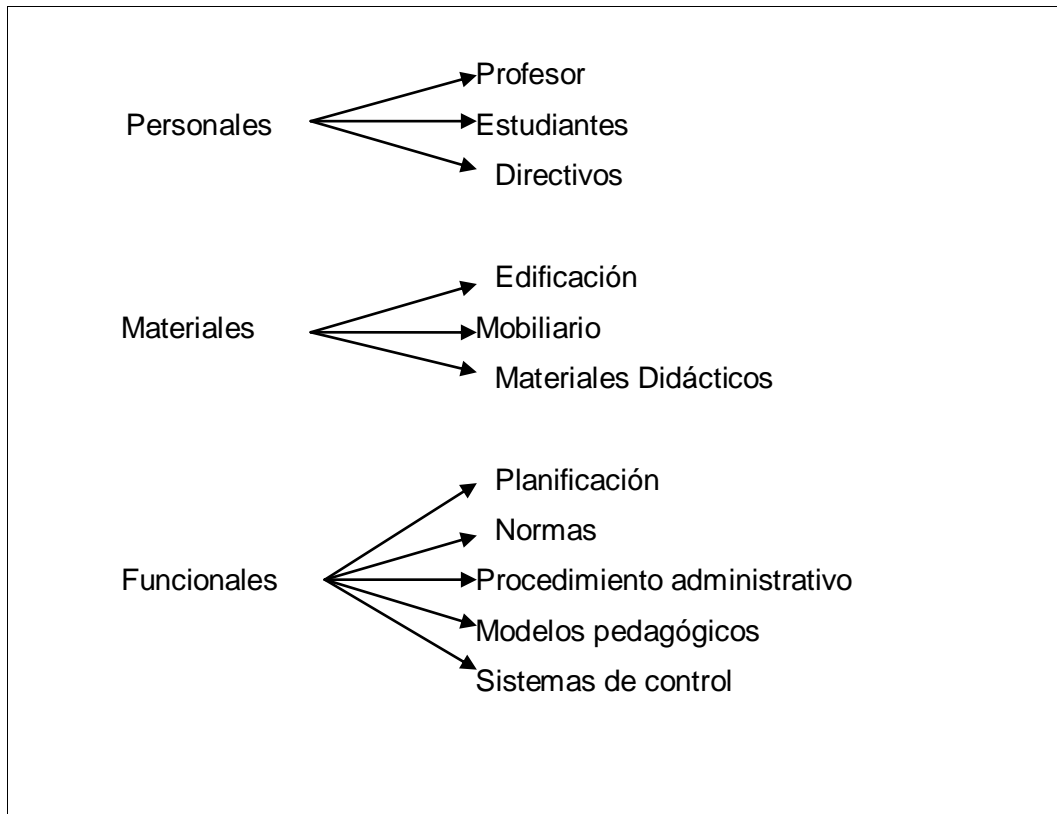 Profesor
Personales
Estudiantes
Directivos
Edificación
Materiales
Mobiliario
Materiales Didácticos
Planificación
Normas
Funcionales
Procedimiento administrativo
Modelos pedagógicos
Sistemas de control